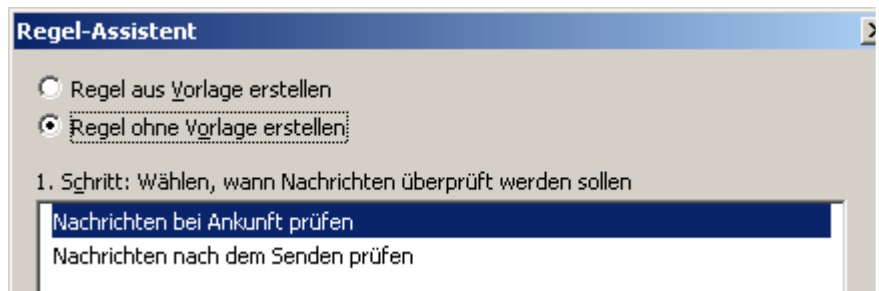 Regel-Assistent
Regel aus Vorlage erstellen
Regel ohne Vorlage erstellen
1. Schritt: Wählen, wann Nachrichten überprüft werden sollen
Nachrichten bei Ankunft prüfen
Nachrichten nach dem Senden prüfen